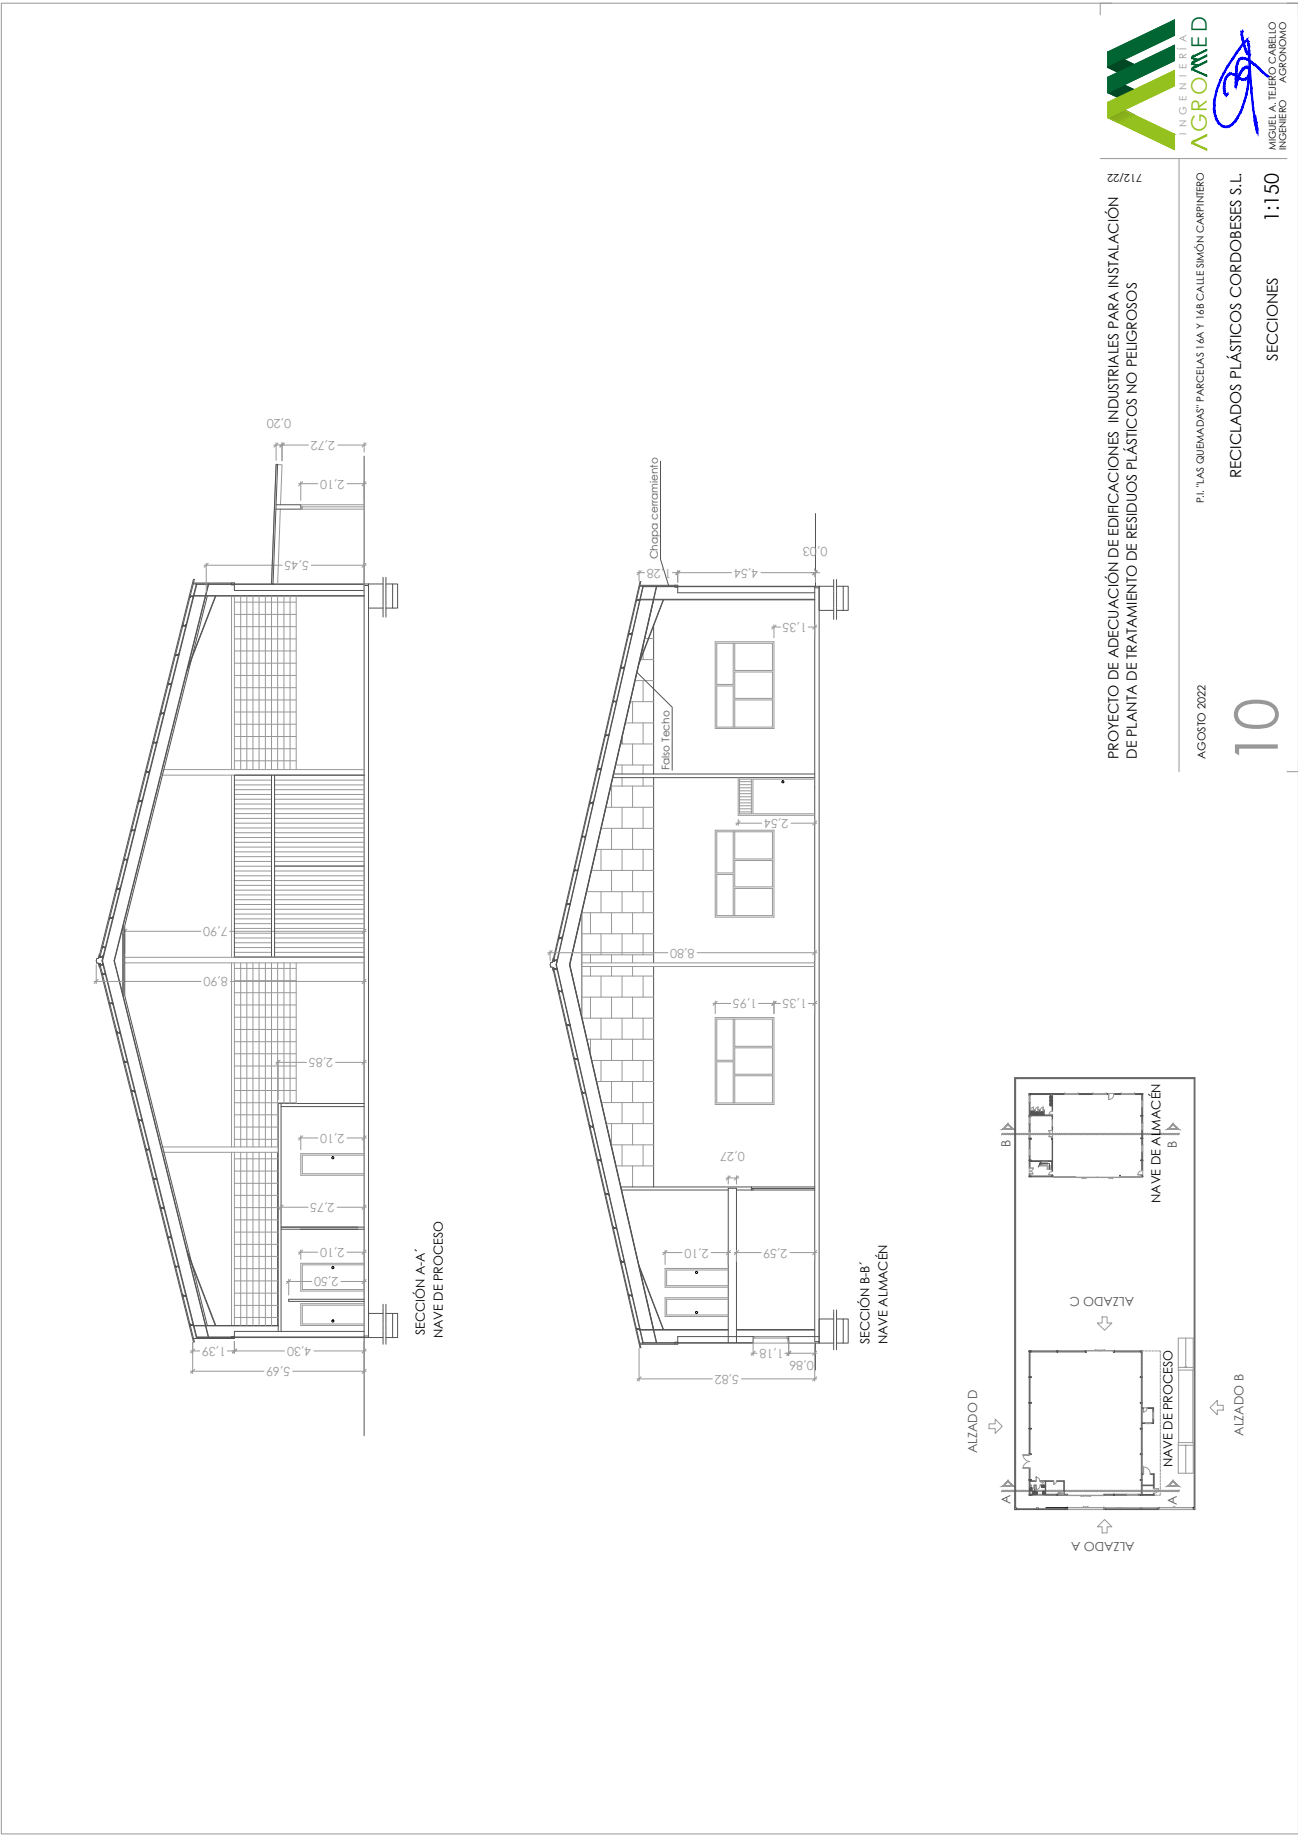 0,20
2,72
2,10
5,45
7,90
8,90
2,85
2,10
2,75
2,10
2,50
1,39
4,30
5,69
SECCIÓN A-A´
NAVE DE PROCESO
Chapa cerramiento
0,03
1,28
4,54
1,35
Falso Techo
2,54
8,80
1,95
1,35
0,27
2,10
2,59
1,18
0,86
5,82
SECCIÓN B-B´
NAVE ALMACÉN
ALZADO D
A
A
ALZADO A
NAVE DE PROCESO
ALZADO B
ALZADO C
B
B
NAVE DE ALMACÉN
PROYECTO DE ADECUACIÓN DE EDIFICACIONES INDUSTRIALES PARA INSTALACIÓN
DE PLANTA DE TRATAMIENTO DE RESIDUOS PLÁSTICOS NO PELIGROSOS
712/22
AGOSTO 2022
P.I. "LAS QUEMADAS" PARCELAS 16A Y 16B CALLE SIMÓN CARPINTERO
RECICLADOS PLÁSTICOS CORDOBESES S.L.
10
SECCIONES
1:150
INGENIERÍA
AGROMED
MIGUEL A. TEJERO CABELLO
INGENIERO AGRONOMO